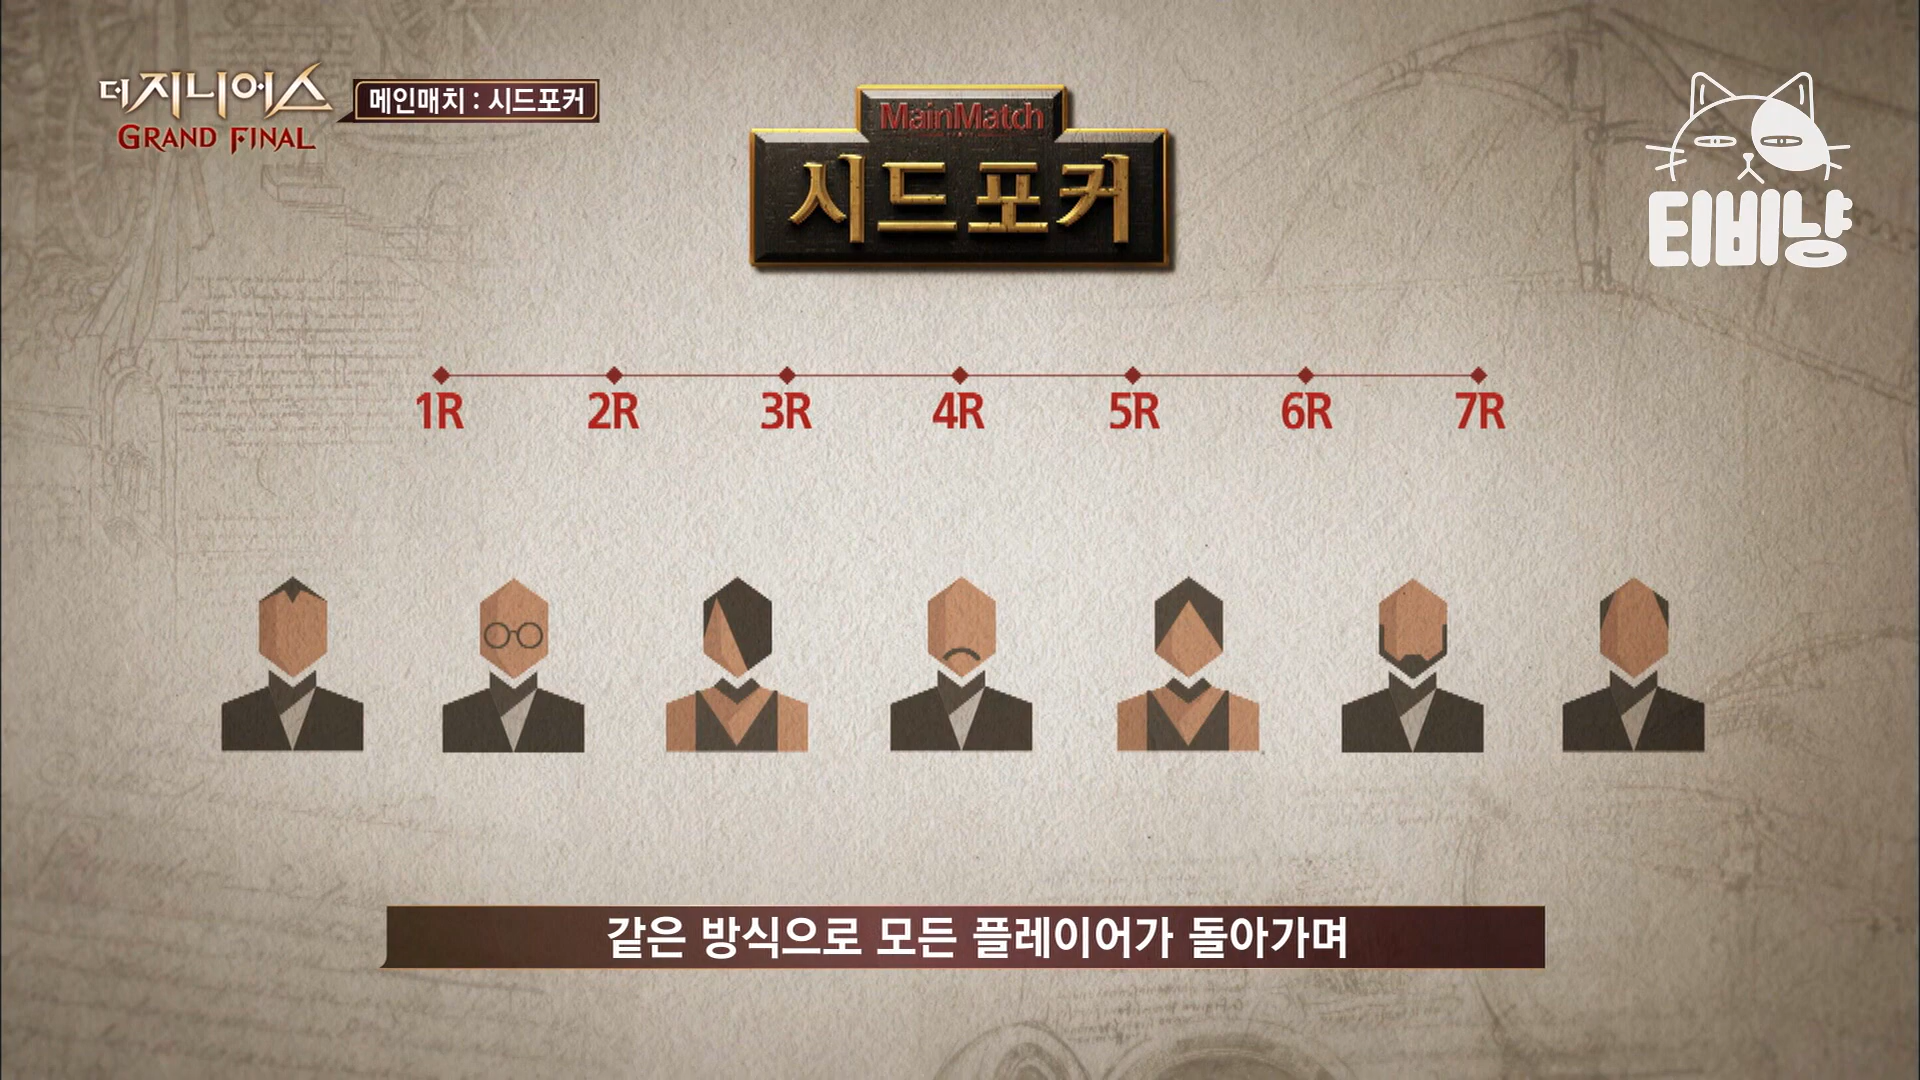 더 지니어스
GRAND FINAL
메인매치 : 시드포커
MainMatch
시드포커
티비냥
1R
2R
3R
4R
5R
6R
7R
같은 방식으로 모든 플레이어가 돌아가며